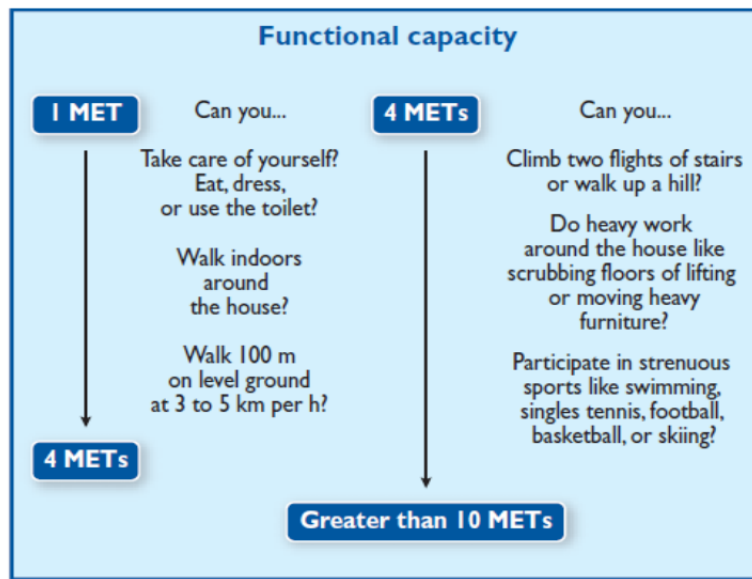 Functional capacity
1 MET
Can you...
Take care of yourself?
Eat, dress,
or use the toilet?
Walk indoors
around
the house?
Walk 100 m
on level ground
at 3 to 5 km per h?
4 METs
4 METs
Can you...
Climb two flights of stairs
or walk up a hill?
Do heavy work
around the house like
scrubbing floors of lifting
or moving heavy
furniture?
Participate in strenuous
sports like swimming,
singles tennis, football,
basketball, or skiing?
Greater than 10 METs